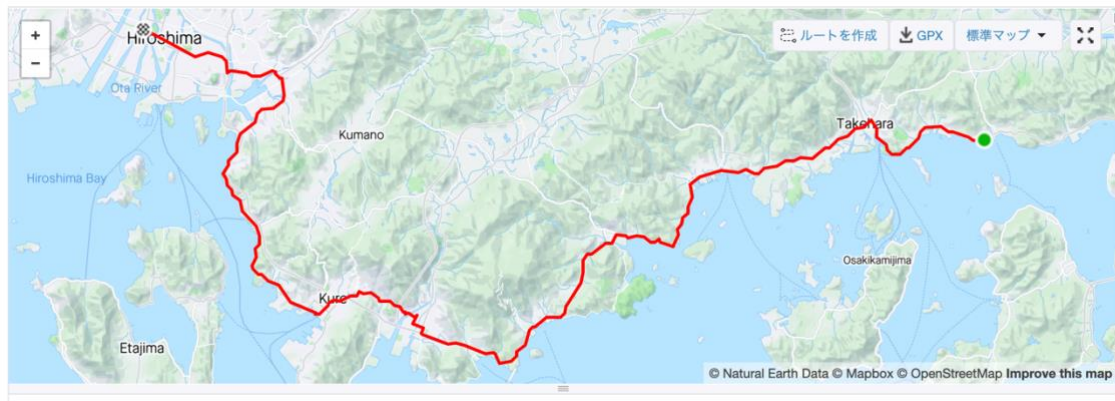 +
−
Hiroshima
ルートを作成
GPX
標準マップ
Ota River
Kumano
Takehara
Hiroshima Bay
Osakikamijima
Kure
Etajima
© Natural Earth Data © Mapbox © OpenStreetMap Improve this map